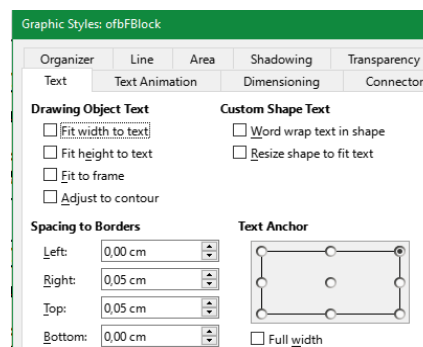 Graphic Styles: ofbFBlock
Organizer Line Area Shadowing Transparency
Text Text Animation Dimensioning Connector
Drawing Object Text Custom Shape Text
Fit width to text Word wrap text in shape
Fit height to text Resize shape to fit text
Fit to frame
Adjust to contour
Spacing to Borders Text Anchor
Left: 0,00 cm
Right: 0,05 cm
Top: 0,05 cm
Bottom: 0,00 cm Full width